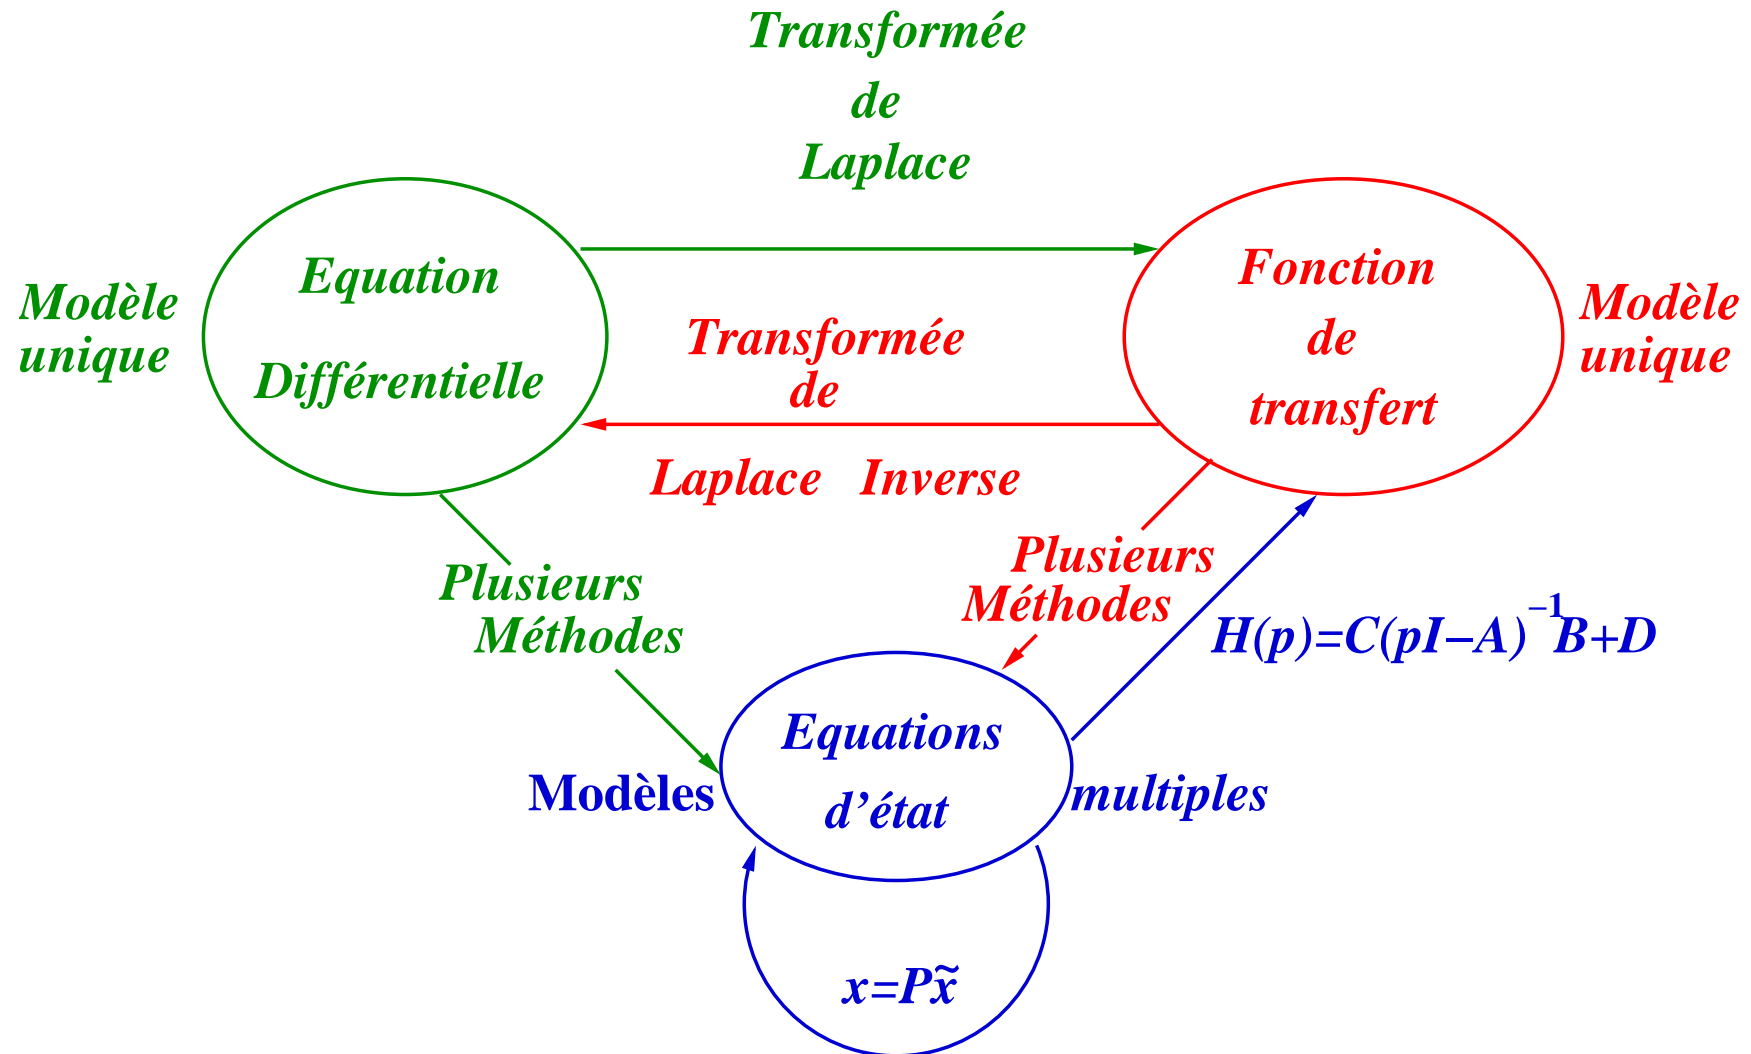 Transformée
de
Laplace
Equation
Différentielle
Modèle
unique
Fonction
de
transfert
Modèle
unique
Transformée
de
Laplace Inverse
Plusieurs
Méthodes
Plusieurs
Méthodes
H(p)=C(pI−A)⁻¹B+D
Equations
d’état
Modèles
multiples
x=Px̃